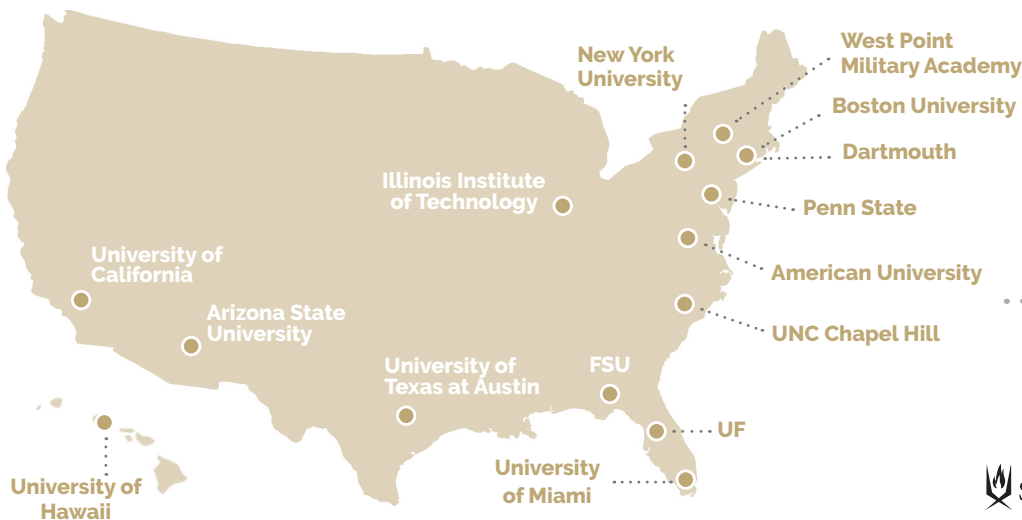 New York
University
West Point
Military Academy
Boston University
Dartmouth
Illinois Institute
of Technology
Penn State
University of
California
American University
Arizona State
University
UNC Chapel Hill
University of
Texas at Austin
FSU
UF
University
of Miami
University of
Hawaii